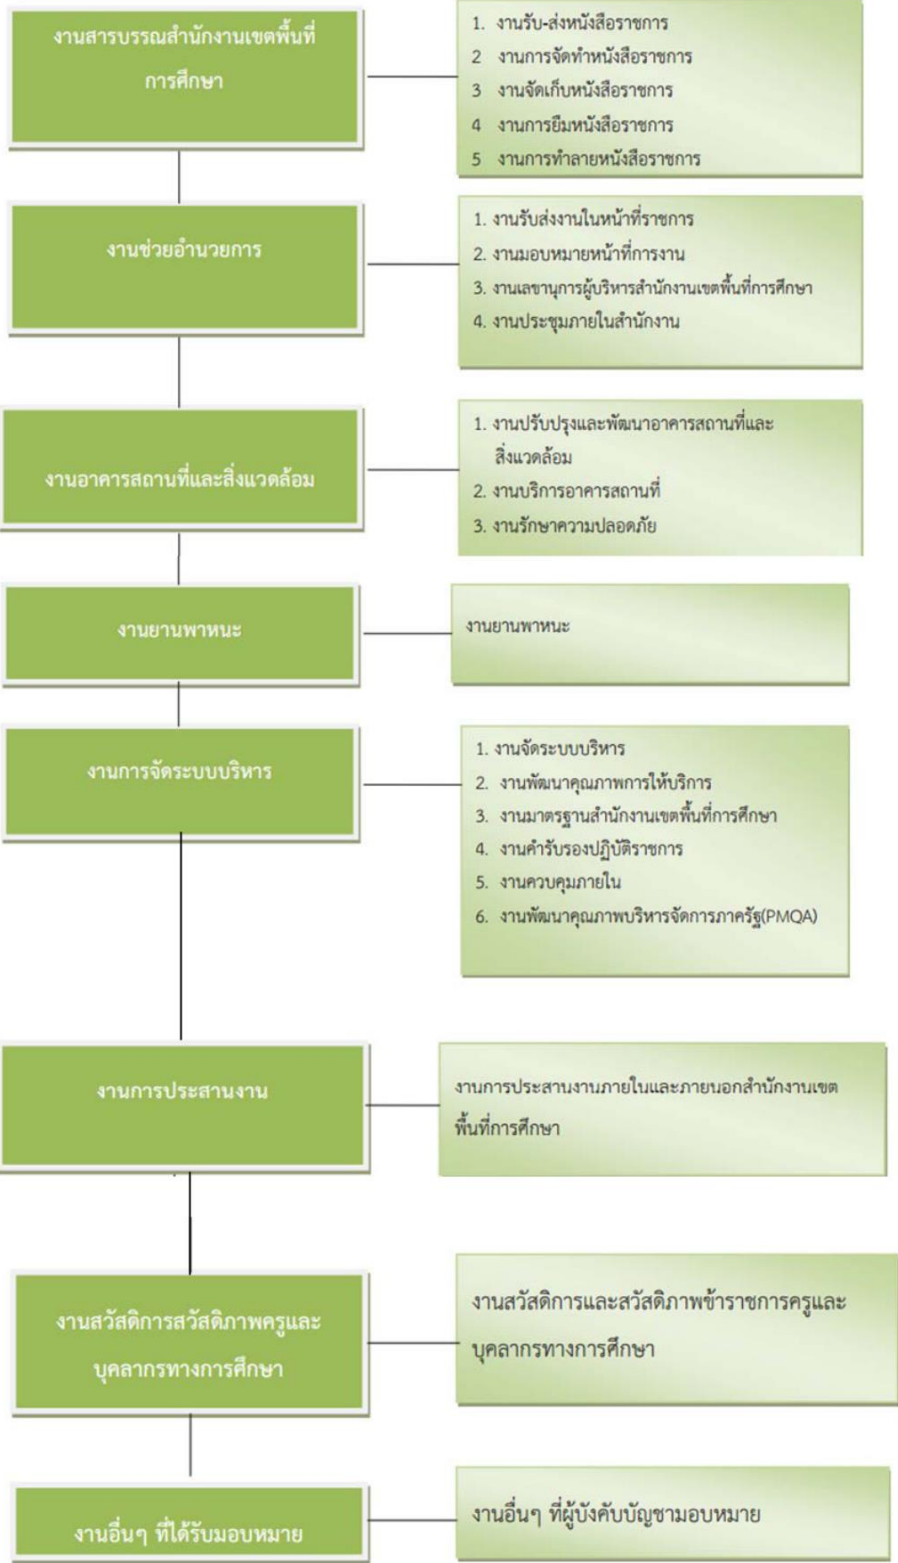 งานสารบรรณสำนักงานเขตพื้นที่
การศึกษา
1. งานรับ-ส่งหนังสือราชการ
2 งานการจัดทำหนังสือราชการ
3 งานจัดเก็บหนังสือราชการ
4 งานการยืมหนังสือราชการ
5 งานการทำลายหนังสือราชการ
งานช่วยอำนวยการ
1. งานรับส่งงานในหน้าที่ราชการ
2. งานมอบหมายหน้าที่การงาน
3. งานเลขานุการผู้บริหารสำนักงานเขตพื้นที่การศึกษา
4. งานประชุมภายในสำนักงาน
งานอาคารสถานที่และสิ่งแวดล้อม
1. งานปรับปรุงและพัฒนาอาคารสถานที่และ
สิ่งแวดล้อม
2. งานบริการอาคารสถานที่
3. งานรักษาความปลอดภัย
งานยานพาหนะ
งานยานพาหนะ
งานการจัดระบบบริหาร
1. งานจัดระบบบริหาร
2. งานพัฒนาคุณภาพการให้บริการ
3. งานมาตรฐานสำนักงานเขตพื้นที่การศึกษา
4. งานคำรับรองปฏิบัติราชการ
5. งานควบคุมภายใน
6. งานพัฒนาคุณภาพบริหารจัดการภาครัฐ(PMQA)
งานการประสานงาน
งานการประสานงานภายในและภายนอกสำนักงานเขต
พื้นที่การศึกษา
งานสวัสดิการสวัสดิภาพครูและ
บุคลากรทางการศึกษา
งานสวัสดิการและสวัสดิภาพข้าราชการครูและ
บุคลากรทางการศึกษา
งานอื่นๆ ที่ได้รับมอบหมาย
งานอื่นๆ ที่ผู้บังคับบัญชามอบหมาย